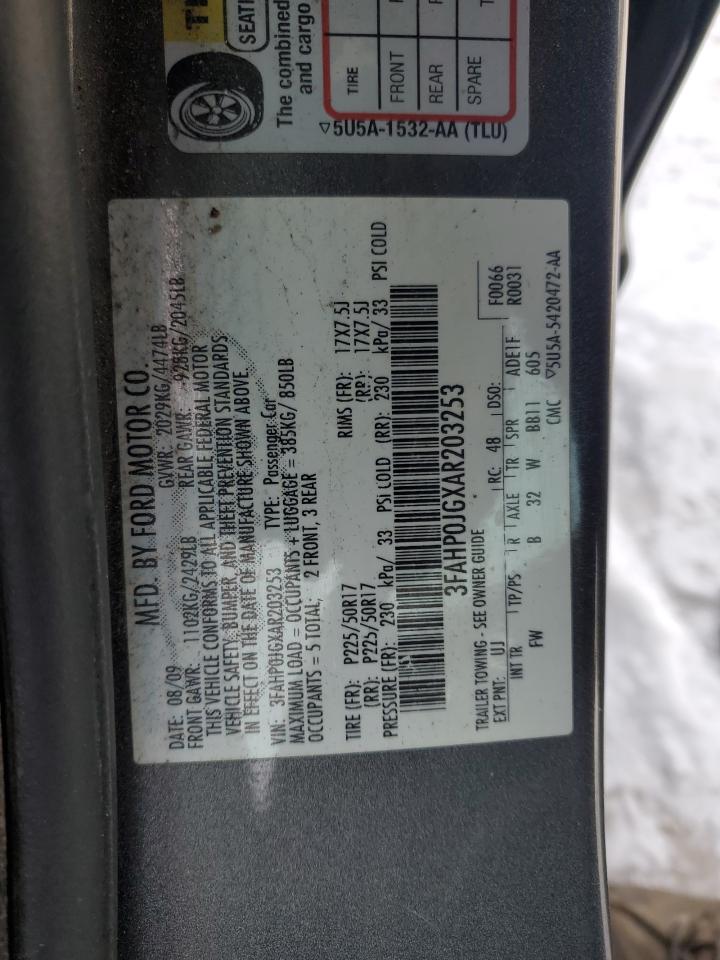 MFD. BY FORD MOTOR CO.
DATE: 08/09 GVWR: 2029KG/4474LB
FRONT GAWR: 1102KG/2429LB REAR GAWR: 928KG/2045LB
THIS VEHICLE CONFORMS TO ALL APPLICABLE FEDERAL MOTOR
VEHICLE SAFETY, BUMPER, AND THEFT PREVENTION STANDARDS
IN EFFECT ON THE DATE OF MANUFACTURE SHOWN ABOVE.
VIN: 3FAHP0JGXAR203253 TYPE: Passenger Car
MAXIMUM LOAD = OCCUPANTS + LUGGAGE = 385KG/ 850LB
OCCUPANTS = 5 TOTAL, 2 FRONT, 3 REAR
TIRE (FR): P225/50R17 RIMS (FR): 17X7.5J
(RR): P225/50R17 (RR): 17X7.5J
PRESSURE (FR): 230 kPa/ 33 PSI COLD (RR): 230 kPa/ 33 PSI COLD
3FAHP0JGXAR203253
TRAILER TOWING - SEE OWNER GUIDE
EXT PNT: UJ RC: 48 DSO: F0066
R0031
INT TR TP/PS R AXLE TR SPR ADE1F
FW B 32 W BB11 605
CMC ▽5U5A-5420472-AA
SEATI
The combined
and cargo
TIRE
FRONT
REAR
SPARE
▽5U5A-1532-AA (TLU)